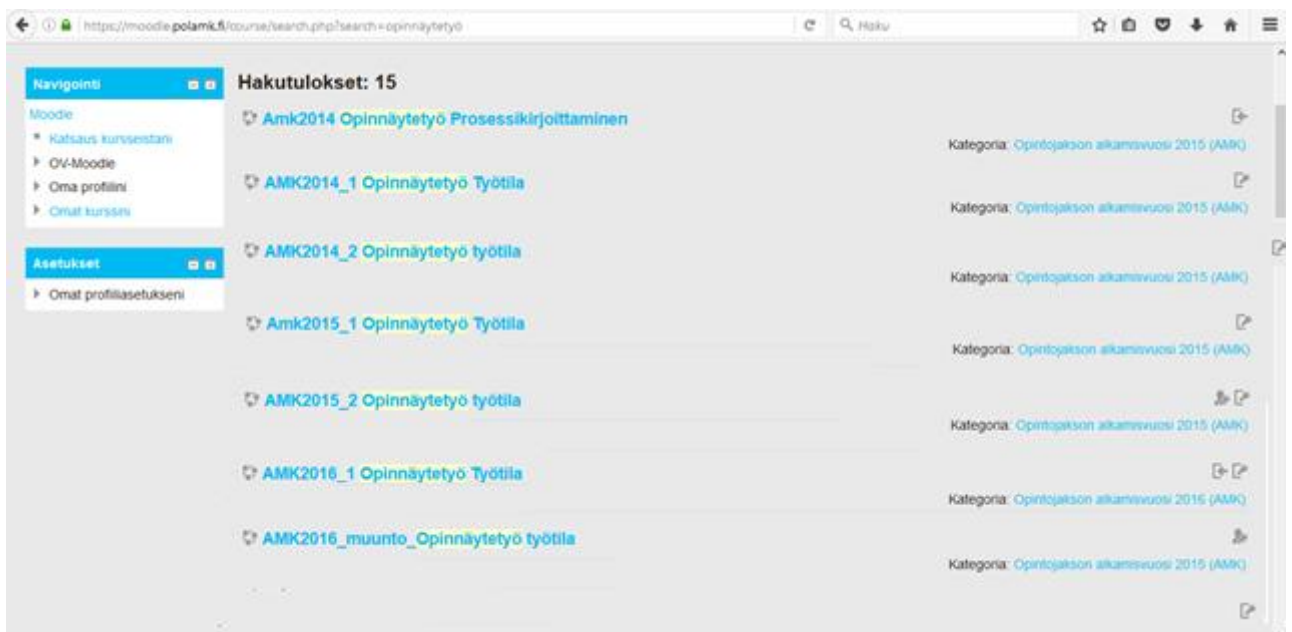 https://moodle.polamk.fi/course/search.php?search=opinnäytetyö
Haku
Navigointi
Moodle
Katsaus kursseistani
OV-Moodle
Oma profiilini
Omat kurssini
Asetukset
Omat profiiliasetukseni
Hakutulokset: 15
Amk2014 Opinnäytetyö Prosessikirjoittaminen
Kategoria: Opintojakson alkamisvuosi 2015 (AMK)
AMK2014_1 Opinnäytetyö Työtila
Kategoria: Opintojakson alkamisvuosi 2015 (AMK)
AMK2014_2 Opinnäytetyö työtila
Kategoria: Opintojakson alkamisvuosi 2015 (AMK)
Amk2015_1 Opinnäytetyö Työtila
Kategoria: Opintojakson alkamisvuosi 2015 (AMK)
AMK2015_2 Opinnäytetyö työtila
Kategoria: Opintojakson alkamisvuosi 2015 (AMK)
AMK2016_1 Opinnäytetyö Työtila
Kategoria: Opintojakson alkamisvuosi 2016 (AMK)
AMK2016_muunto_Opinnäytetyö työtila
Kategoria: Opintojakson alkamisvuosi 2015 (AMK)